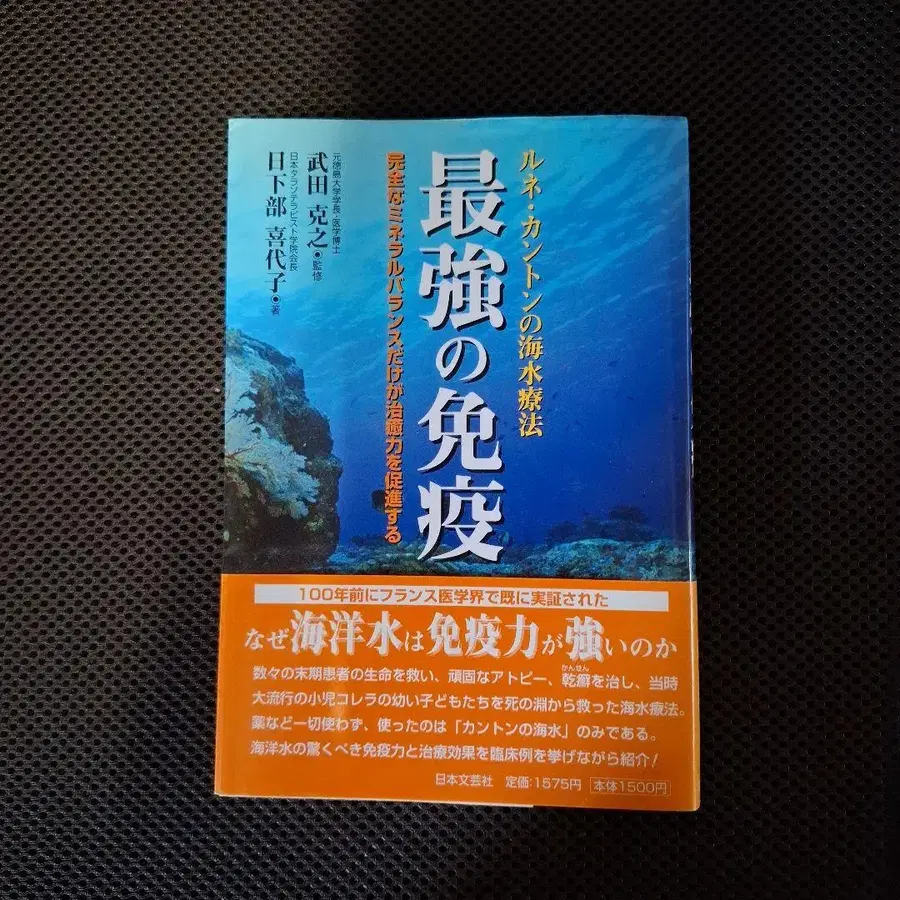 ルネ・カントンの海水療法
最強の免疫
完全なミネラルバランスだけが治癒力を促進する
元徳島大学学長・医学博士
武田 克之●監修
日本タラソテラピスト学院会長
日下部 喜代子●著
100年前にフランス医学界で既に実証された
なぜ海洋水は免疫力が強いのか
かんせん
数々の末期患者の生命を救い、頑固なアトピー、乾癬を治し、当時
大流行の小児コレラの幼い子どもたちを死の淵から救った海水療法。
薬など一切使わず、使ったのは「カントンの海水」のみである。
海洋水の驚くべき免疫力と治療効果を臨床例を挙げながら紹介!
日本文芸社 定価:1575円 本体1500円